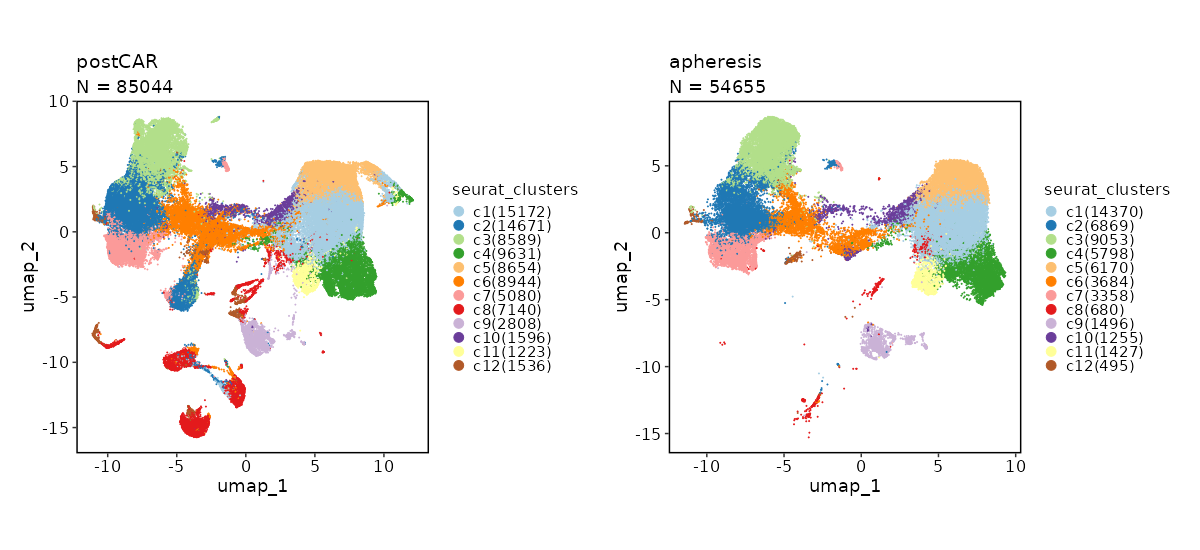 postCAR
N = 85044
10
5
0
-5
-10
-15
umap_2
-10
-5
0
5
10
umap_1
seurat_clusters
c1(15172)
c2(14671)
c3(8589)
c4(9631)
c5(8654)
c6(8944)
c7(5080)
c8(7140)
c9(2808)
c10(1596)
c11(1223)
c12(1536)
apheresis
N = 54655
5
0
-5
-10
-15
umap_2
-10
-5
0
5
10
umap_1
seurat_clusters
c1(14370)
c2(6869)
c3(9053)
c4(5798)
c5(6170)
c6(3684)
c7(3358)
c8(680)
c9(1496)
c10(1255)
c11(1427)
c12(495)